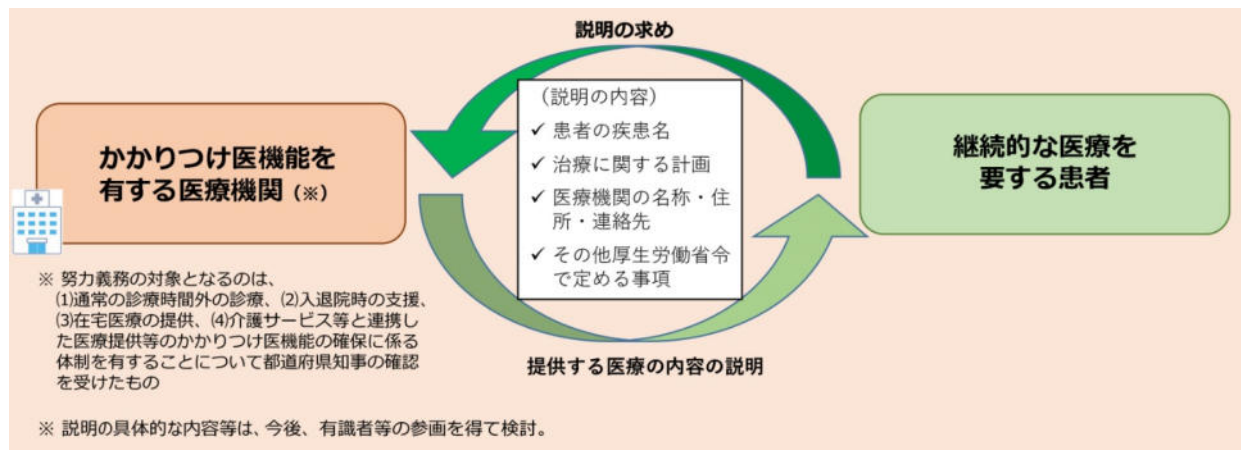 説明の求め
かかりつけ医機能を
有する医療機関（※）
（説明の内容）
✓ 患者の疾患名
✓ 治療に関する計画
✓ 医療機関の名称・住
所・連絡先
✓ その他厚生労働省令
で定める事項
継続的な医療を
要する患者
提供する医療の内容の説明
※ 努力義務の対象となるのは、
⑴通常の診療時間外の診療、⑵入退院時の支援、
⑶在宅医療の提供、⑷介護サービス等と連携し
た医療提供等のかかりつけ医機能の確保に係る
体制を有することについて都道府県知事の確認
を受けたもの
※ 説明の具体的な内容等は、今後、有識者等の参画を得て検討。